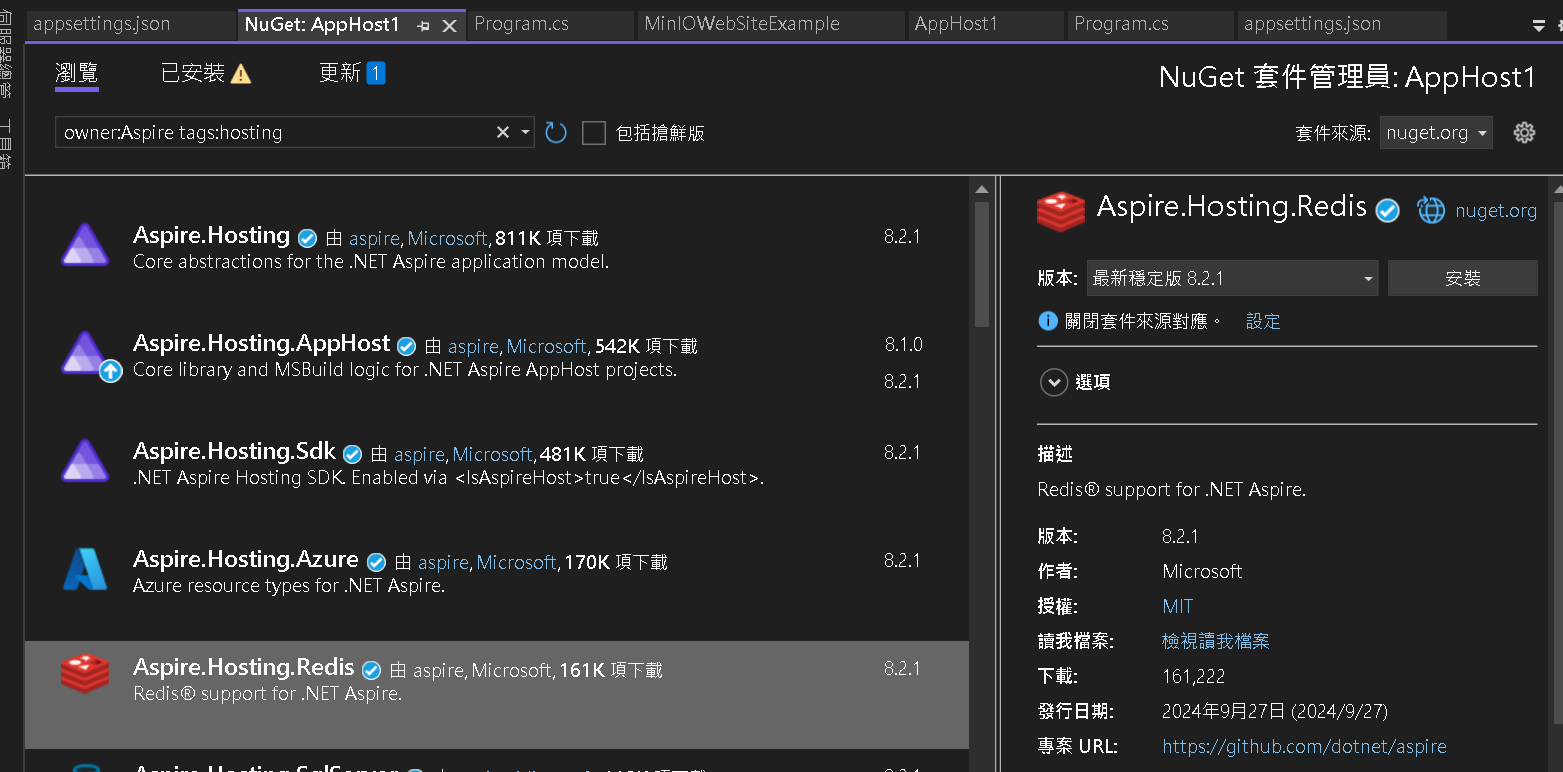 appsettings.json NuGet: AppHost1 Program.cs MinIOWebSiteExample AppHost1 Program.cs appsettings.json
伺服器總管
工具箱
瀏覽 已安裝 更新 1
NuGet 套件管理員: AppHost1
owner:Aspire tags:hosting 包括搶鮮版
套件來源: nuget.org
Aspire.Hosting 由 aspire, Microsoft, 811K 項下載 8.2.1
Core abstractions for the .NET Aspire application model.
Aspire.Hosting.AppHost 由 aspire, Microsoft, 542K 項下載 8.1.0
Core library and MSBuild logic for .NET Aspire AppHost projects.
8.2.1
Aspire.Hosting.Sdk 由 aspire, Microsoft, 481K 項下載 8.2.1
.NET Aspire Hosting SDK. Enabled via <IsAspireHost>true</IsAspireHost>.
Aspire.Hosting.Azure 由 aspire, Microsoft, 170K 項下載 8.2.1
Azure resource types for .NET Aspire.
Aspire.Hosting.Redis 由 aspire, Microsoft, 161K 項下載 8.2.1
Redis® support for .NET Aspire.
Aspire.Hosting.Redis nuget.org
版本: 最新穩定版 8.2.1 安裝
關閉套件來源對應。 設定
選項
描述
Redis® support for .NET Aspire.
版本: 8.2.1
作者: Microsoft
授權: MIT
讀我檔案: 檢視讀我檔案
下載: 161,222
發行日期: 2024年9月27日 (2024/9/27)
專案 URL: https://github.com/dotnet/aspire